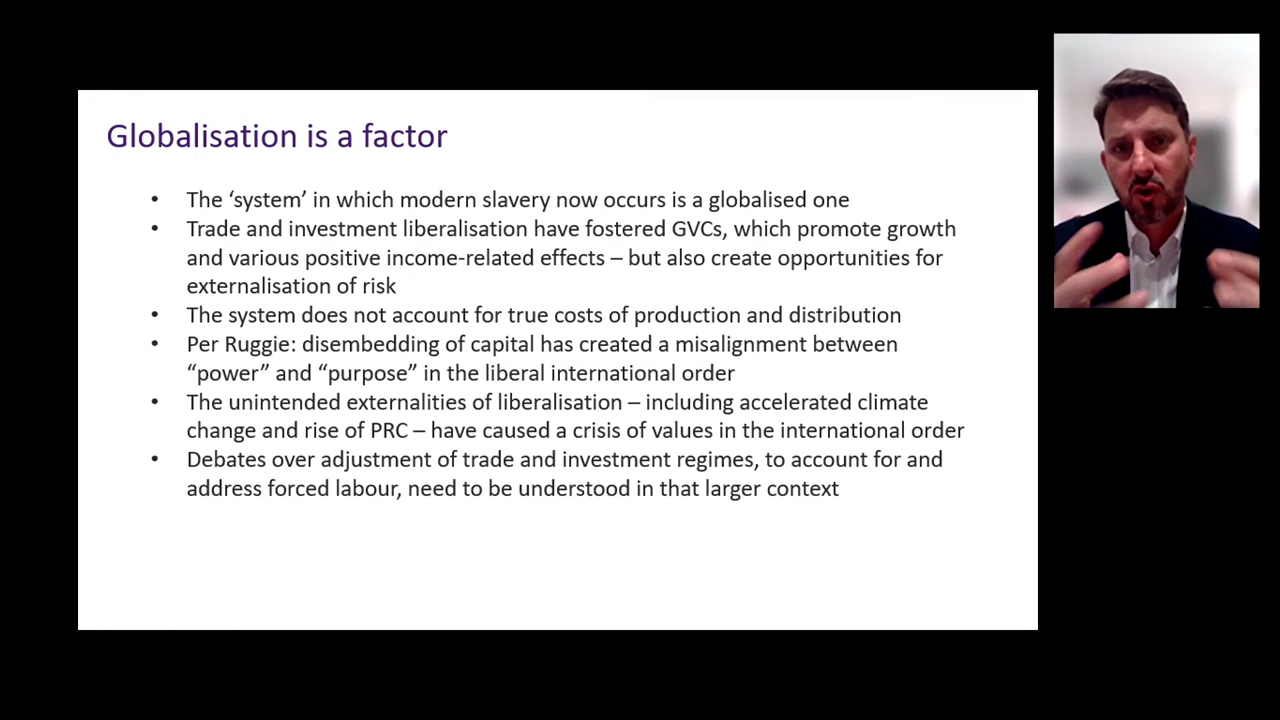 Globalisation is a factor
• The ‘system’ in which modern slavery now occurs is a globalised one
• Trade and investment liberalisation have fostered GVCs, which promote growth
and various positive income-related effects – but also create opportunities for
externalisation of risk
• The system does not account for true costs of production and distribution
• Per Ruggie: disembedding of capital has created a misalignment between
“power” and “purpose” in the liberal international order
• The unintended externalities of liberalisation – including accelerated climate
change and rise of PRC – have caused a crisis of values in the international order
• Debates over adjustment of trade and investment regimes, to account for and
address forced labour, need to be understood in that larger context